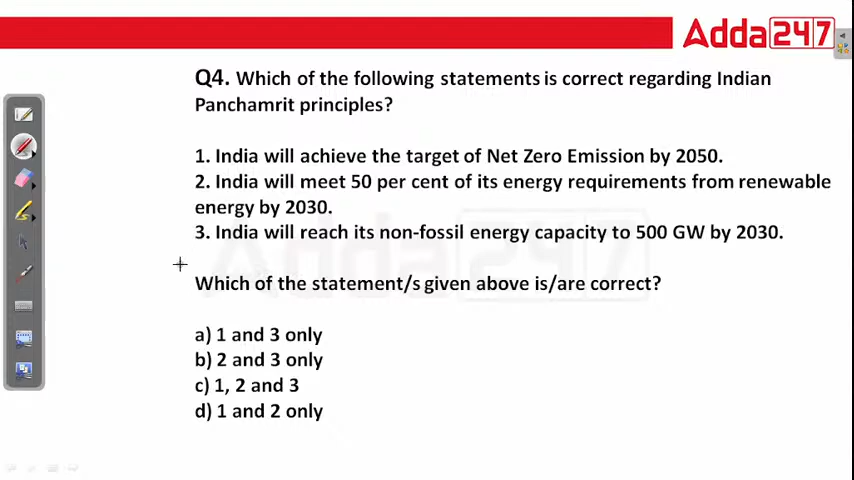 Adda247
Q4. Which of the following statements is correct regarding Indian
Panchamrit principles?
1. India will achieve the target of Net Zero Emission by 2050.
2. India will meet 50 per cent of its energy requirements from renewable
energy by 2030.
3. India will reach its non-fossil energy capacity to 500 GW by 2030.
Which of the statement/s given above is/are correct?
a) 1 and 3 only
b) 2 and 3 only
c) 1, 2 and 3
d) 1 and 2 only